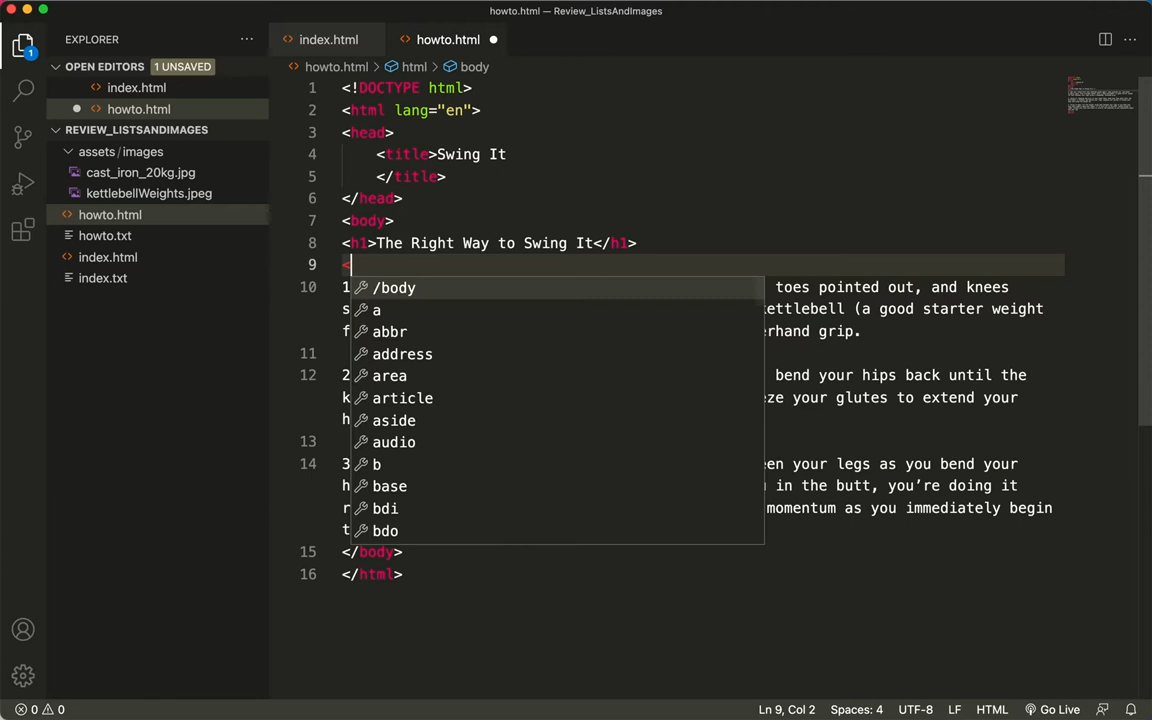 howto.html — Review_ListsAndImages
EXPLORER
index.html
howto.html
OPEN EDITORS 1 UNSAVED
howto.html > html > body
index.html
howto.html
REVIEW_LISTSANDIMAGES
assets/images
cast_iron_20kg.jpg
kettlebellWeights.jpeg
howto.html
howto.txt
index.html
index.txt
1
1 <!DOCTYPE html>
2 <html lang="en">
3 <head>
4 <title>Swing It
5 </title>
6 </head>
7 <body>
8 <h1>The Right Way to Swing It</h1>
9 <
/body
10 1 toes pointed out, and knees
a
s kettlebell (a good starter weight
abbr
f erhand grip.
11 address
12 2 bend your hips back until the
area
k ze your glutes to extend your
article
h
aside
13 audio
14 3 en your legs as you bend your
b
h in the butt, you’re doing it
base
r momentum as you immediately begin
bdi
t
bdo
15 </body>
16 </html>
0 0 Ln 9, Col 2 Spaces: 4 UTF-8 LF HTML Go Live